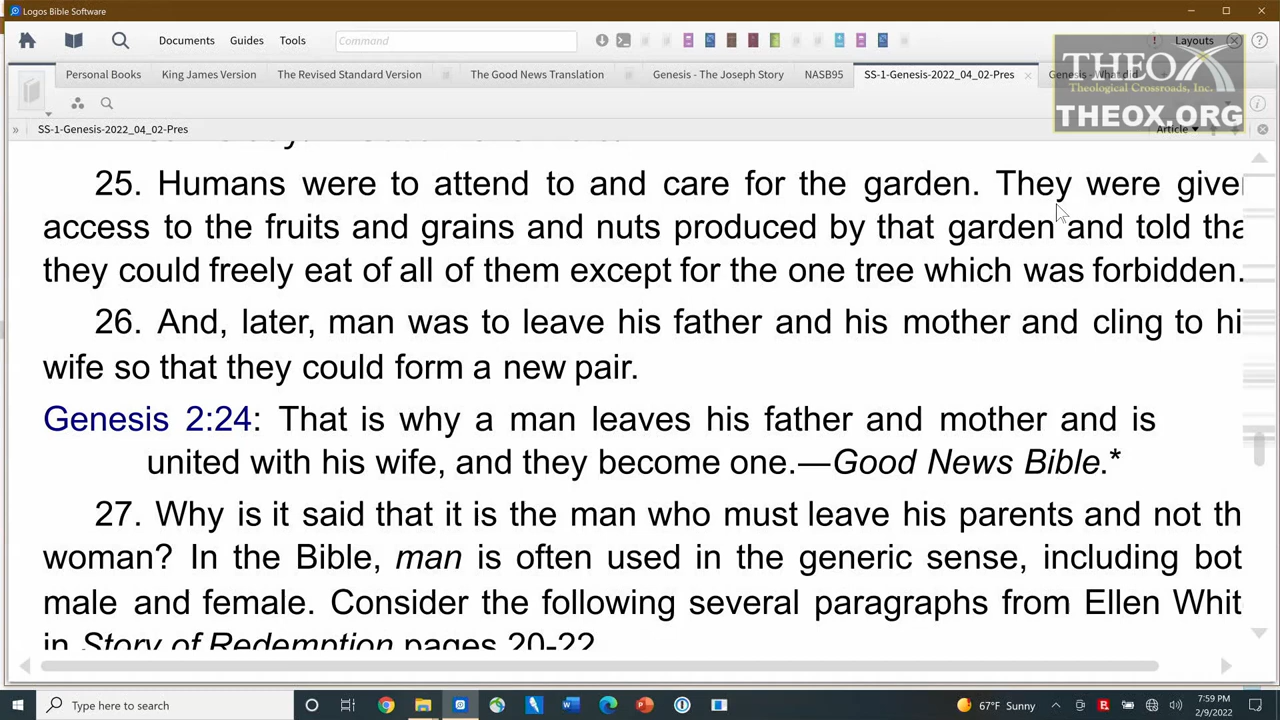 Logos Bible Software
Documents Guides Tools Command Layouts
THEOX
Theological Crossroads, Inc.
THEOX.ORG
Personal Books King James Version The Revised Standard Version The Good News Translation Genesis - The Joseph Story NASB95 SS-1-Genesis-2022_04_02-Pres Genesis - What did
» SS-1-Genesis-2022_04_02-Pres Article
25. Humans were to attend to and care for the garden. They were give
access to the fruits and grains and nuts produced by that garden and told tha
they could freely eat of all of them except for the one tree which was forbidden.
26. And, later, man was to leave his father and his mother and cling to hi
wife so that they could form a new pair.
Genesis 2:24: That is why a man leaves his father and mother and is
united with his wife, and they become one.—Good News Bible.*
27. Why is it said that it is the man who must leave his parents and not th
woman? In the Bible, man is often used in the generic sense, including bot
male and female. Consider the following several paragraphs from Ellen Whit
in Story of Redemption pages 20-22
Type here to search 67°F Sunny 7:59 PM
2/9/2022